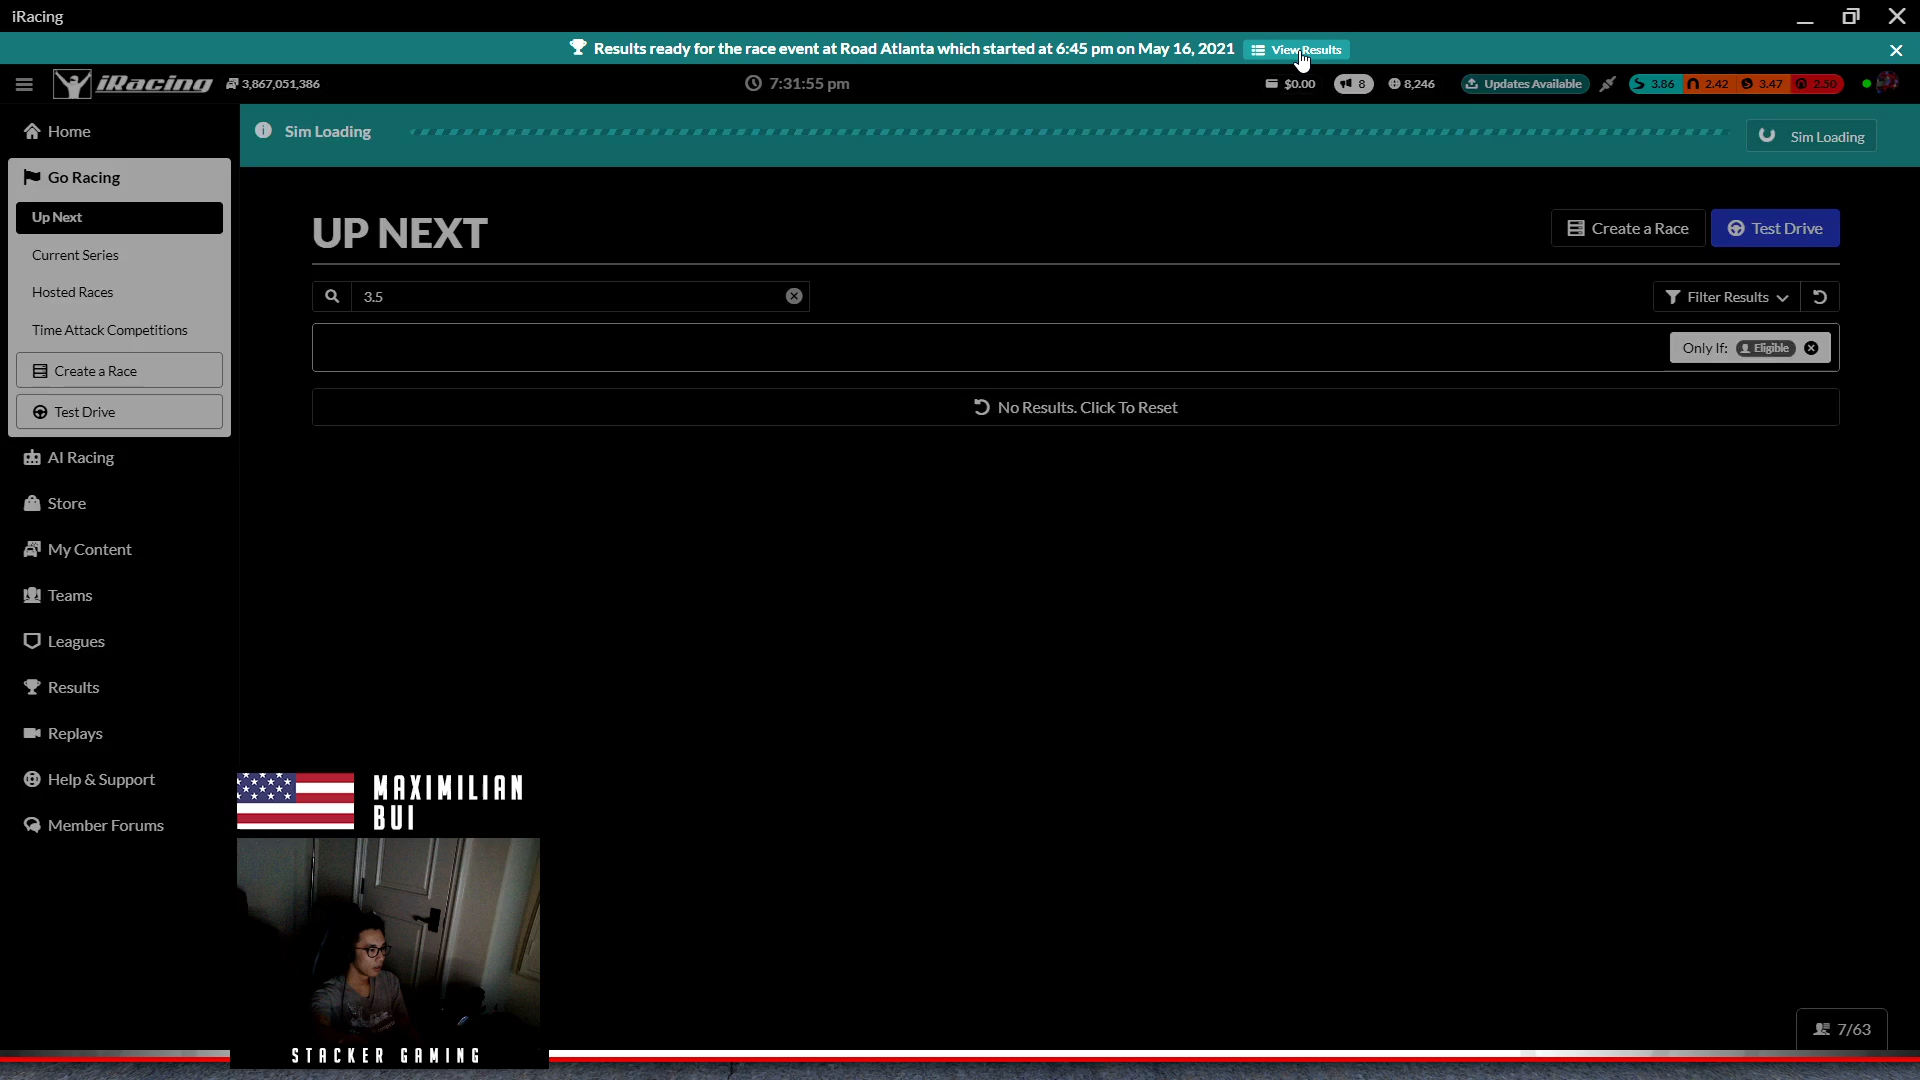 iRacing
Results ready for the race event at Road Atlanta which started at 6:45 pm on May 16, 2021 View Results
iRacing 3,867,051,386 7:31:55 pm $0.00 8 8,246 Updates Available 3.86 2.42 3.47 2.50
Home
Sim Loading Sim Loading
Go Racing
Up Next
Current Series
Hosted Races
Time Attack Competitions
Create a Race
Test Drive
AI Racing
Store
My Content
Teams
Leagues
Results
Replays
Help & Support
Member Forums
UP NEXT
Create a Race Test Drive
3.5 Filter Results
Only If: Eligible
No Results. Click To Reset
MAXIMILIAN
BUI
STACKER GAMING
7/63